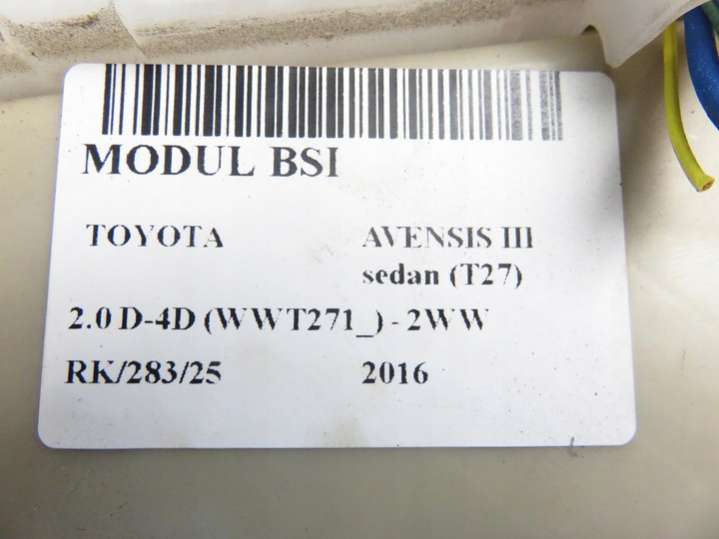 MODUL BSI
TOYOTA AVENSIS III
sedan (T27)
2.0 D-4D (WWT271_) - 2WW
RK/283/25 2016